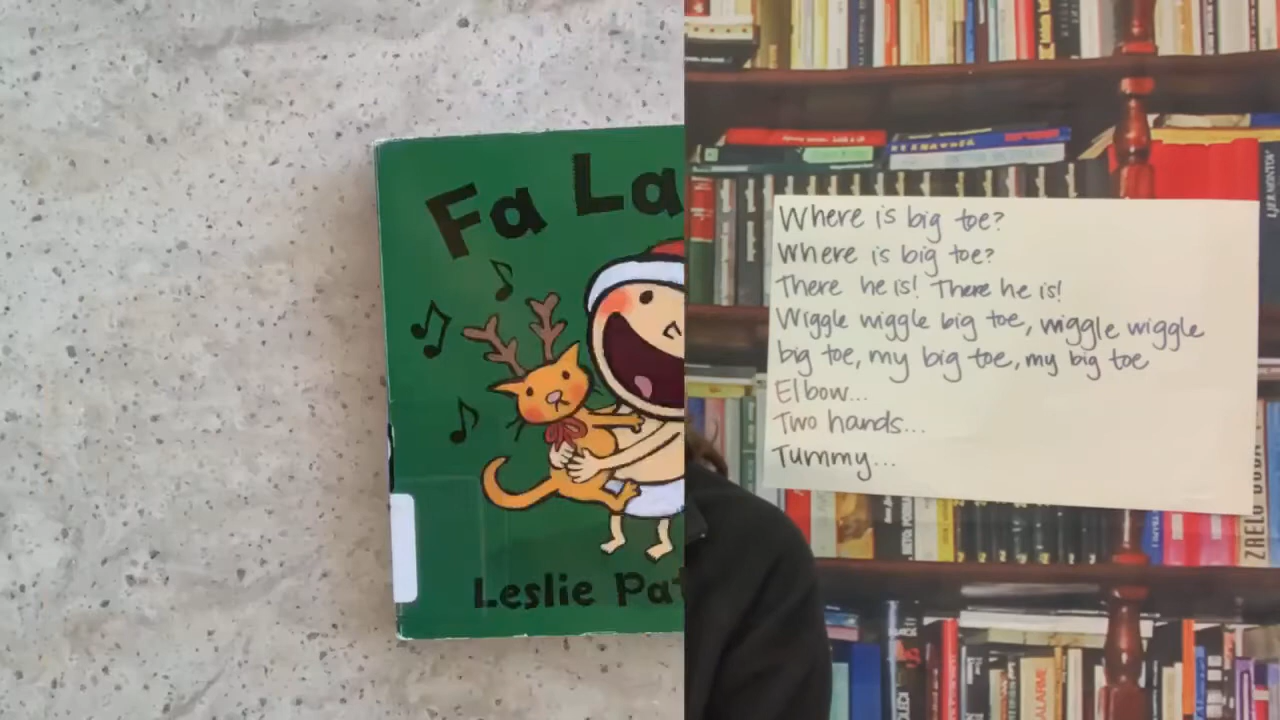 Fa La
Leslie Pat
Where is big toe?
Where is big toe?
There he is! There he is!
Wiggle wiggle big toe, wiggle wiggle
big toe, my big toe, my big toe
Elbow...
Two hands...
Tummy...